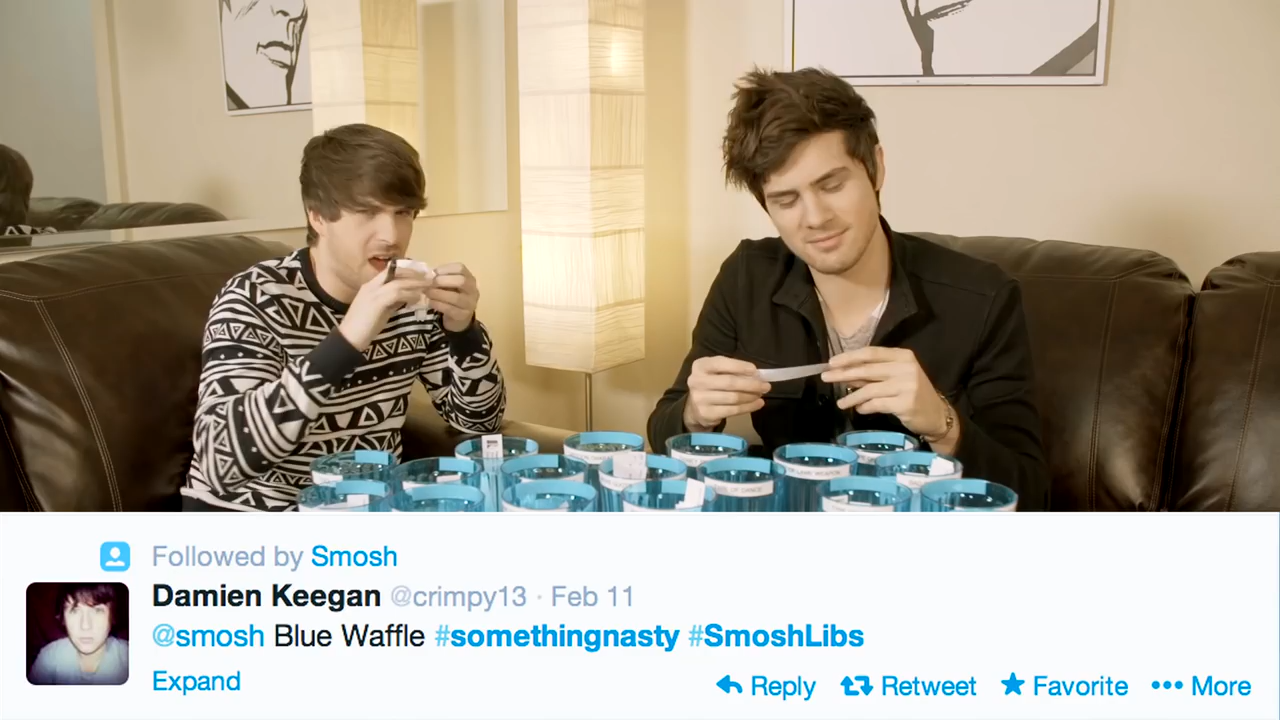 Followed by Smosh
Damien Keegan @crimpy13 · Feb 11
@smosh Blue Waffle #somethingnasty #SmoshLibs
Expand
Reply Retweet Favorite More